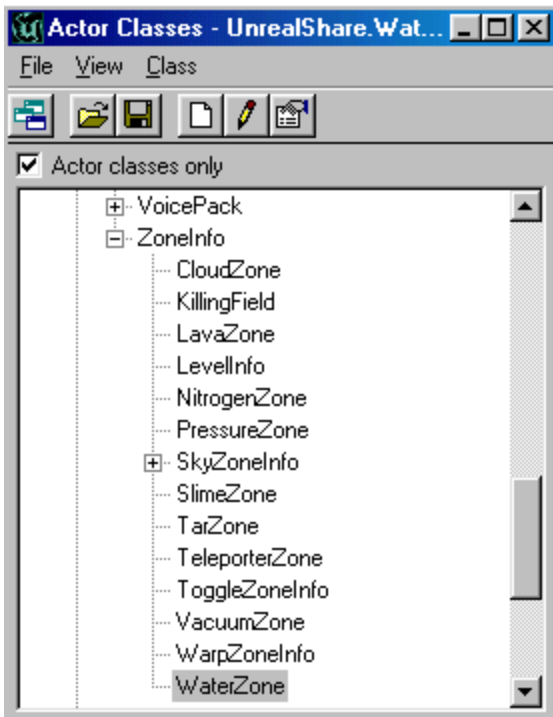 Actor Classes - UnrealShare.Wat...
File View Class
Actor classes only
VoicePack
ZoneInfo
CloudZone
KillingField
LavaZone
LevelInfo
NitrogenZone
PressureZone
SkyZoneInfo
SlimeZone
TarZone
TeleporterZone
ToggleZoneInfo
VacuumZone
WarpZoneInfo
WaterZone